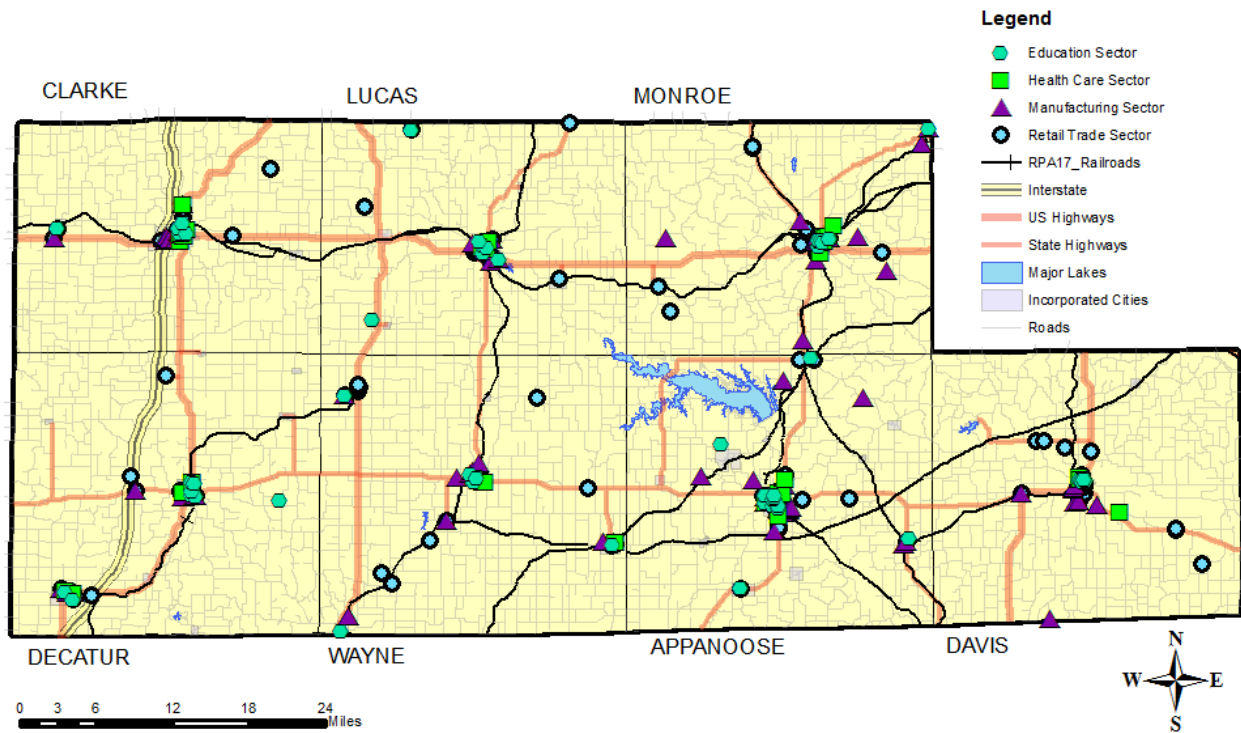 Legend
Education Sector
Health Care Sector
Manufacturing Sector
Retail Trade Sector
RPA17_Railroads
Interstate
US Highways
State Highways
Major Lakes
Incorporated Cities
Roads
CLARKE
LUCAS
MONROE
DECATUR
WAYNE
APPANOOSE
DAVIS
N
W E
S
0 3 6 12 18 24
Miles